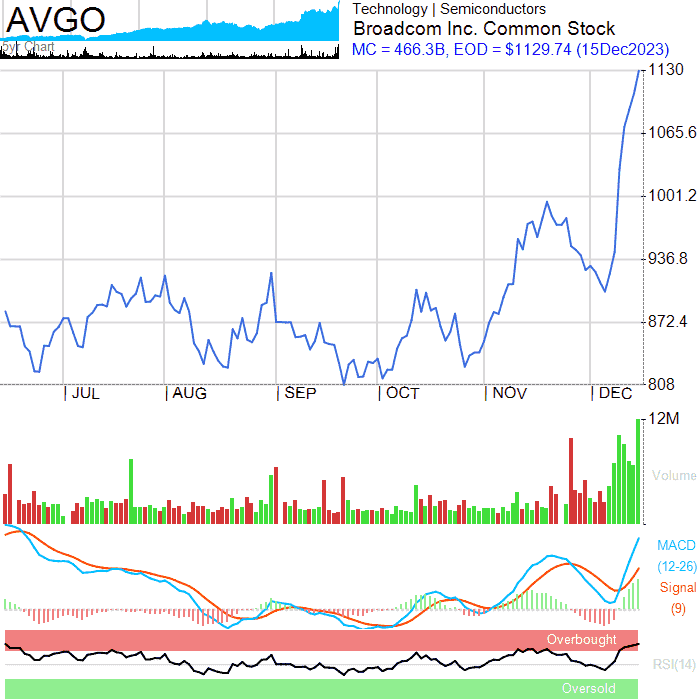 AVGO
5yr Chart
Technology | Semiconductors
Broadcom Inc. Common Stock
MC = 466.3B, EOD = $1129.74 (15Dec2023)
1130
1065.6
1001.2
936.8
872.4
808
JUL AUG SEP OCT NOV DEC
12M
Volume
MACD
(12-26)
Signal
(9)
Overbought
RSI(14)
Oversold